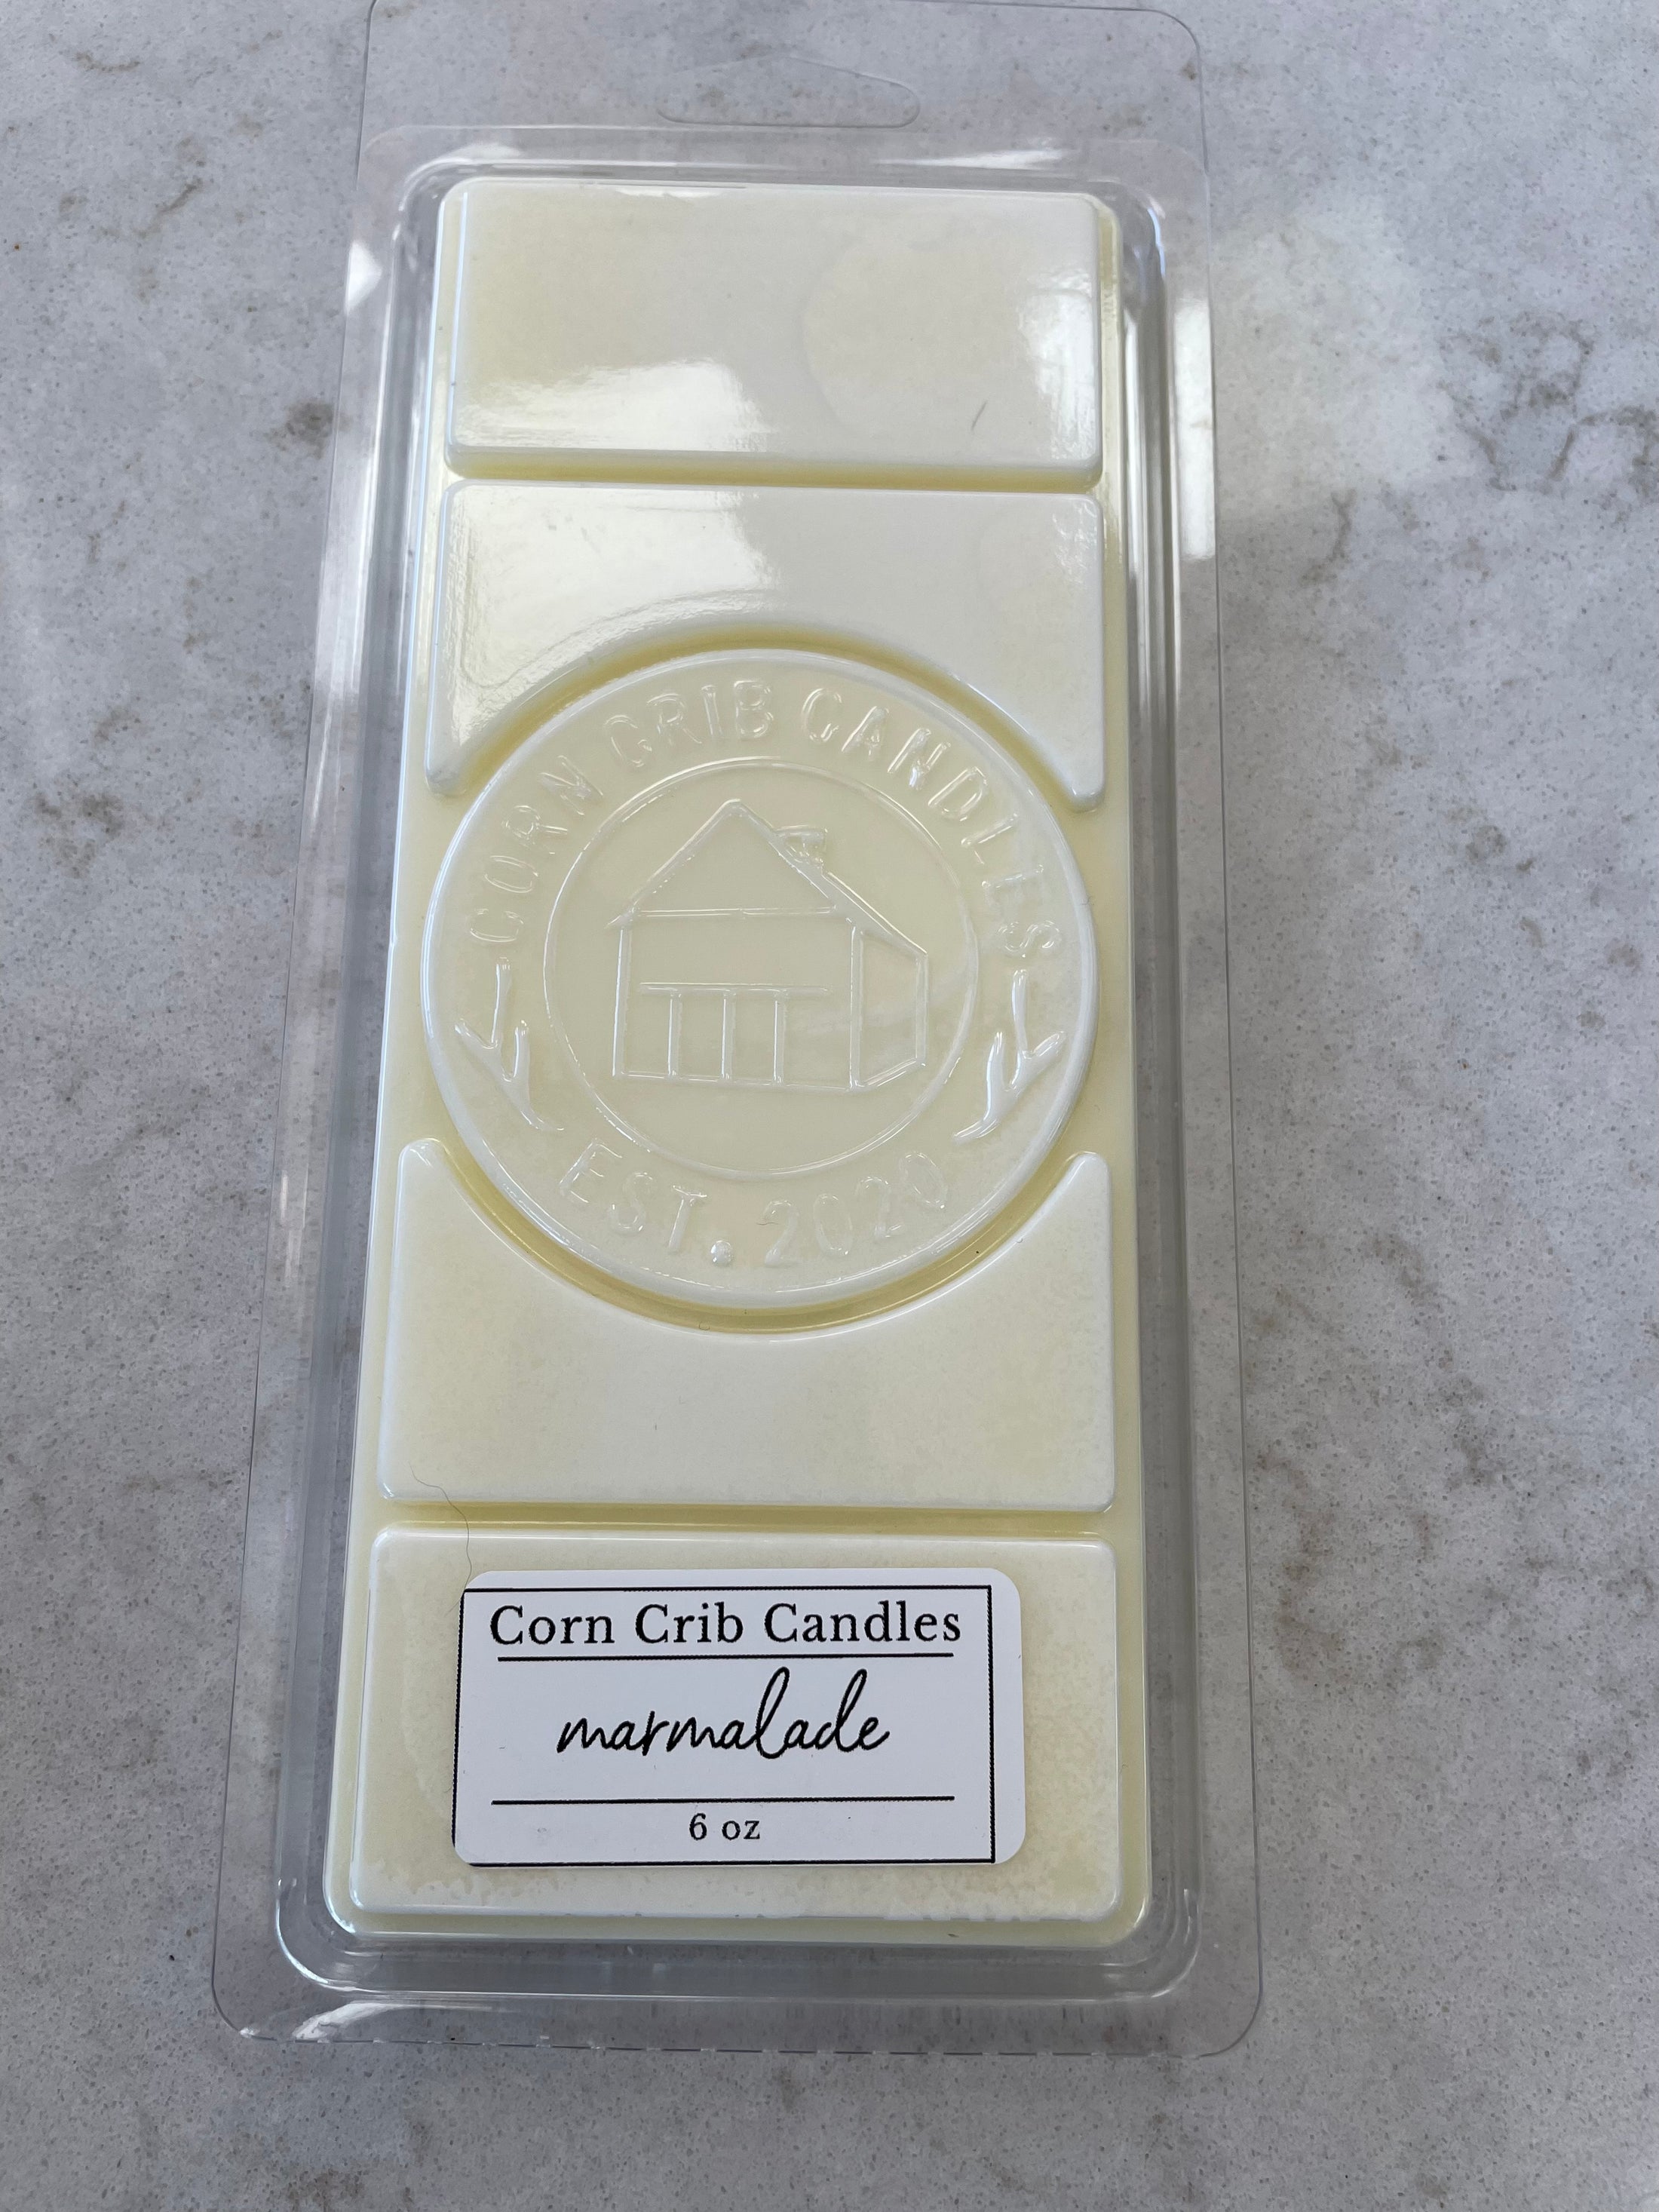 CORN CRIB CANDLES
EST. 2020
Corn Crib Candles
marmalade
6 oz